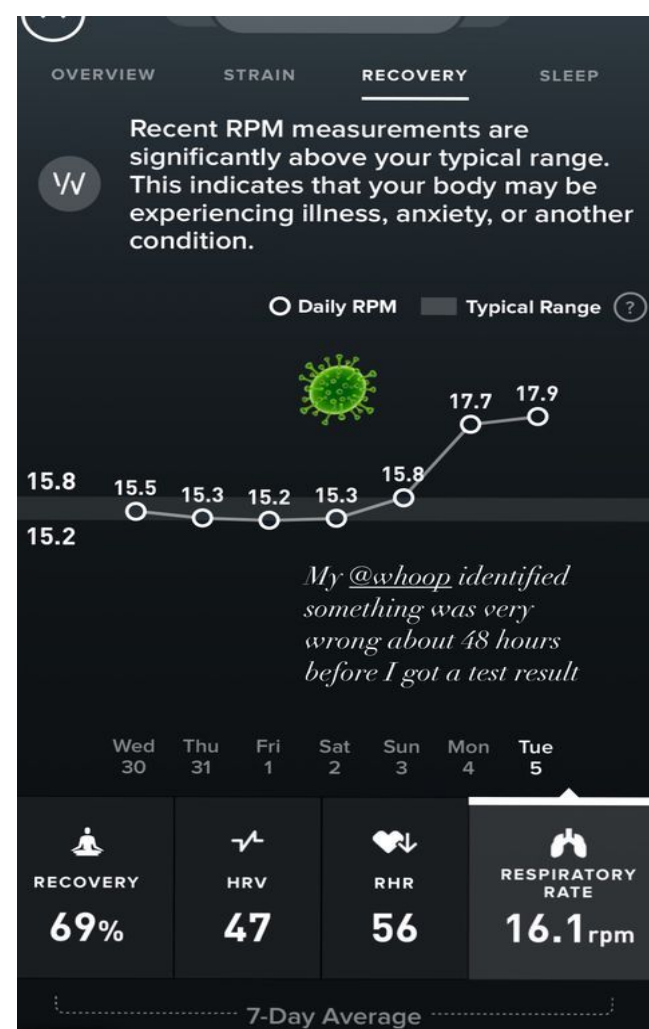 OVERVIEW STRAIN RECOVERY SLEEP
Recent RPM measurements are
significantly above your typical range.
This indicates that your body may be
experiencing illness, anxiety, or another
condition.
Daily RPM Typical Range ?
17.7 17.9
15.8 15.5 15.3 15.2 15.3 15.8
15.2
My @whoop identified
something was very
wrong about 48 hours
before I got a test result
Wed Thu Fri Sat Sun Mon Tue
30 31 1 2 3 4 5
RECOVERY HRV RHR RESPIRATORY
RATE
69% 47 56 16.1rpm
7-Day Average